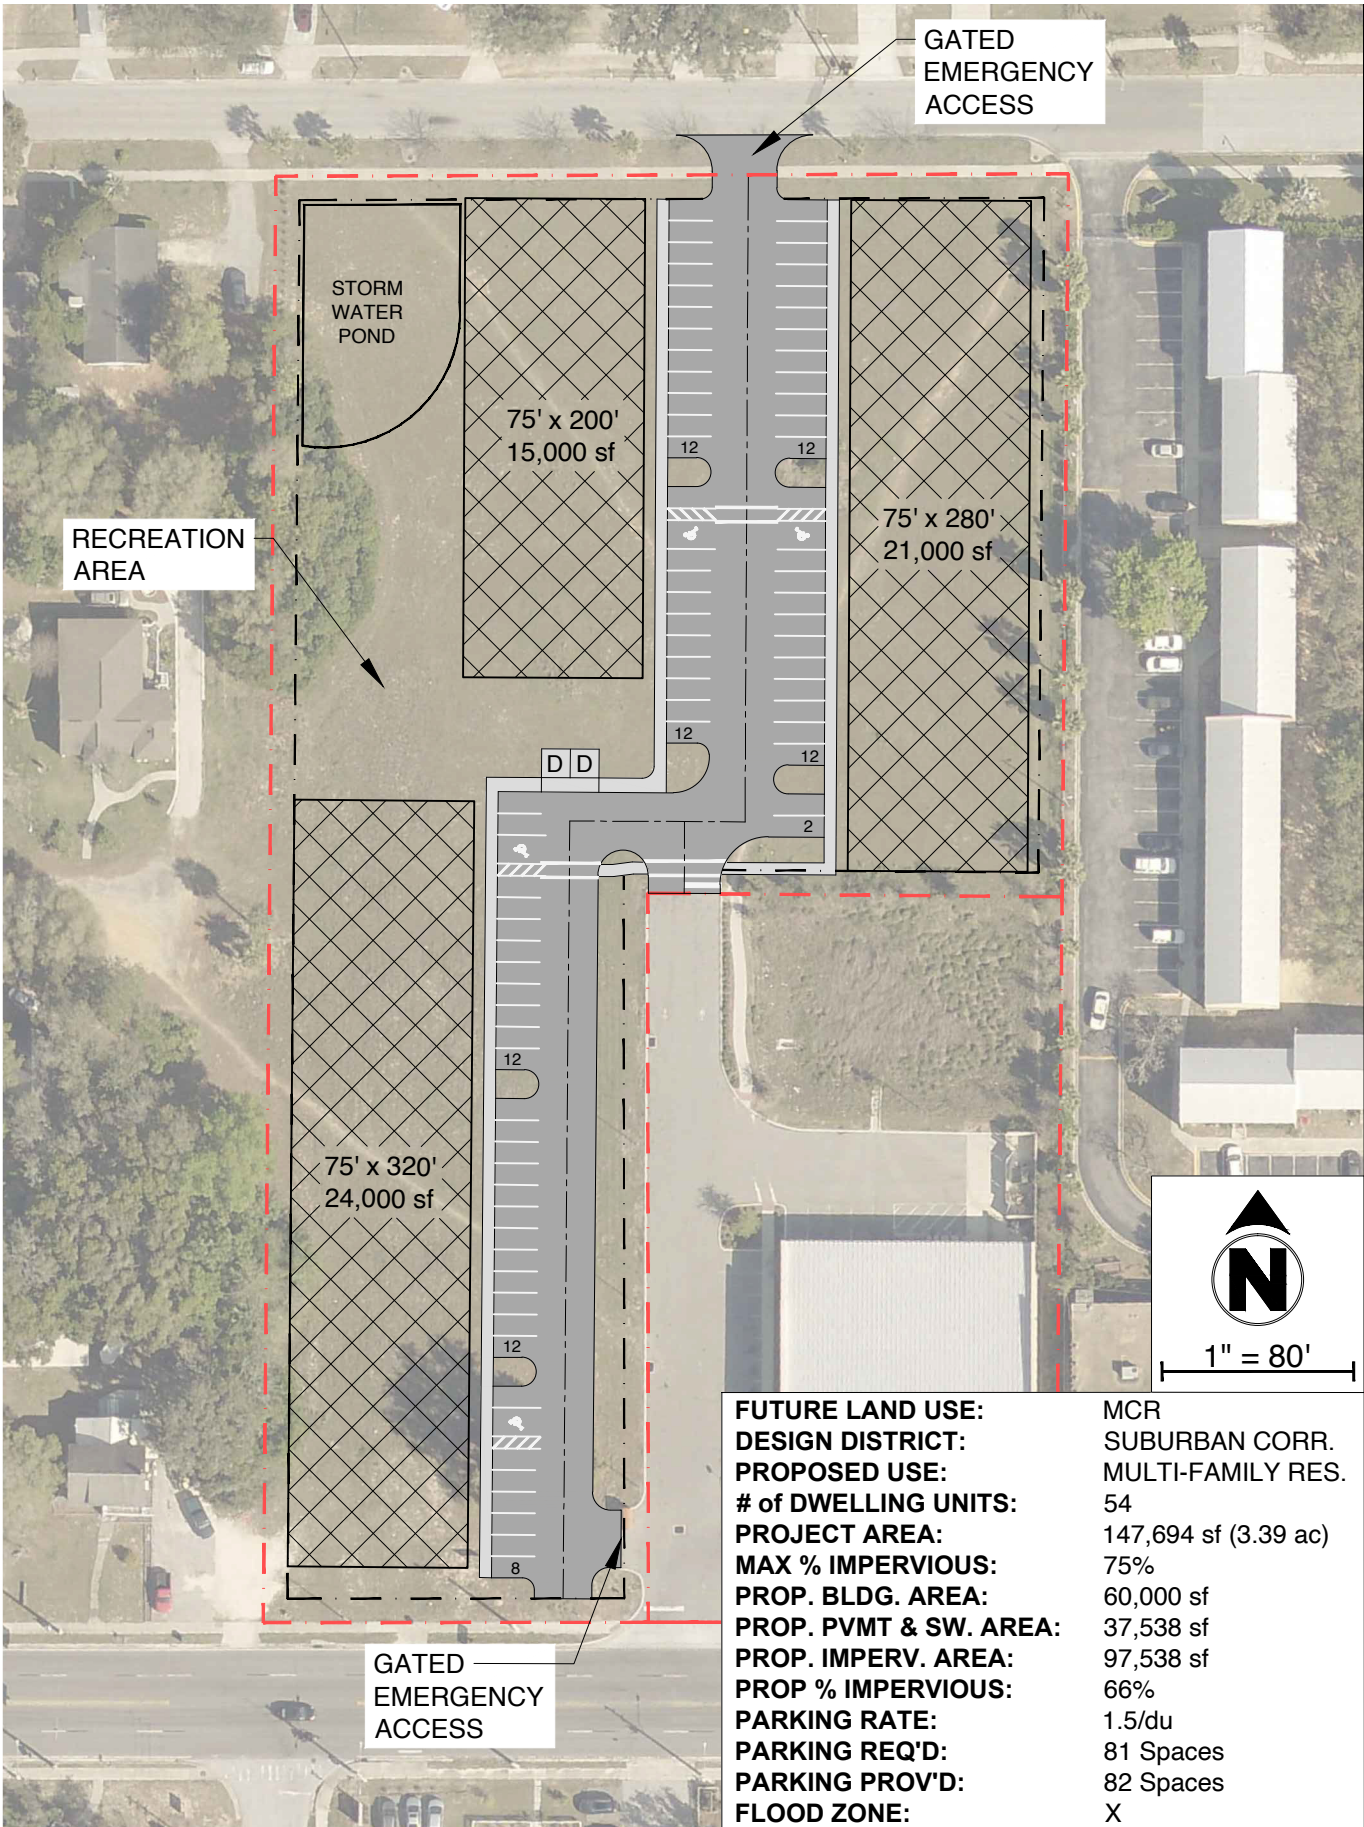 GATED
EMERGENCY
ACCESS
STORM
WATER
POND
75' x 200'
15,000 sf
12
12
75' x 280'
21,000 sf
RECREATION
AREA
12
12
D D
2
12
75' x 320'
24,000 sf
12
8
N
1" = 80'
GATED
EMERGENCY
ACCESS
FUTURE LAND USE: MCR
DESIGN DISTRICT: SUBURBAN CORR.
PROPOSED USE: MULTI-FAMILY RES.
# of DWELLING UNITS: 54
PROJECT AREA: 147,694 sf (3.39 ac)
MAX % IMPERVIOUS: 75%
PROP. BLDG. AREA: 60,000 sf
PROP. PVMT & SW. AREA: 37,538 sf
PROP. IMPERV. AREA: 97,538 sf
PROP % IMPERVIOUS: 66%
PARKING RATE: 1.5/du
PARKING REQ'D: 81 Spaces
PARKING PROV'D: 82 Spaces
FLOOD ZONE: X